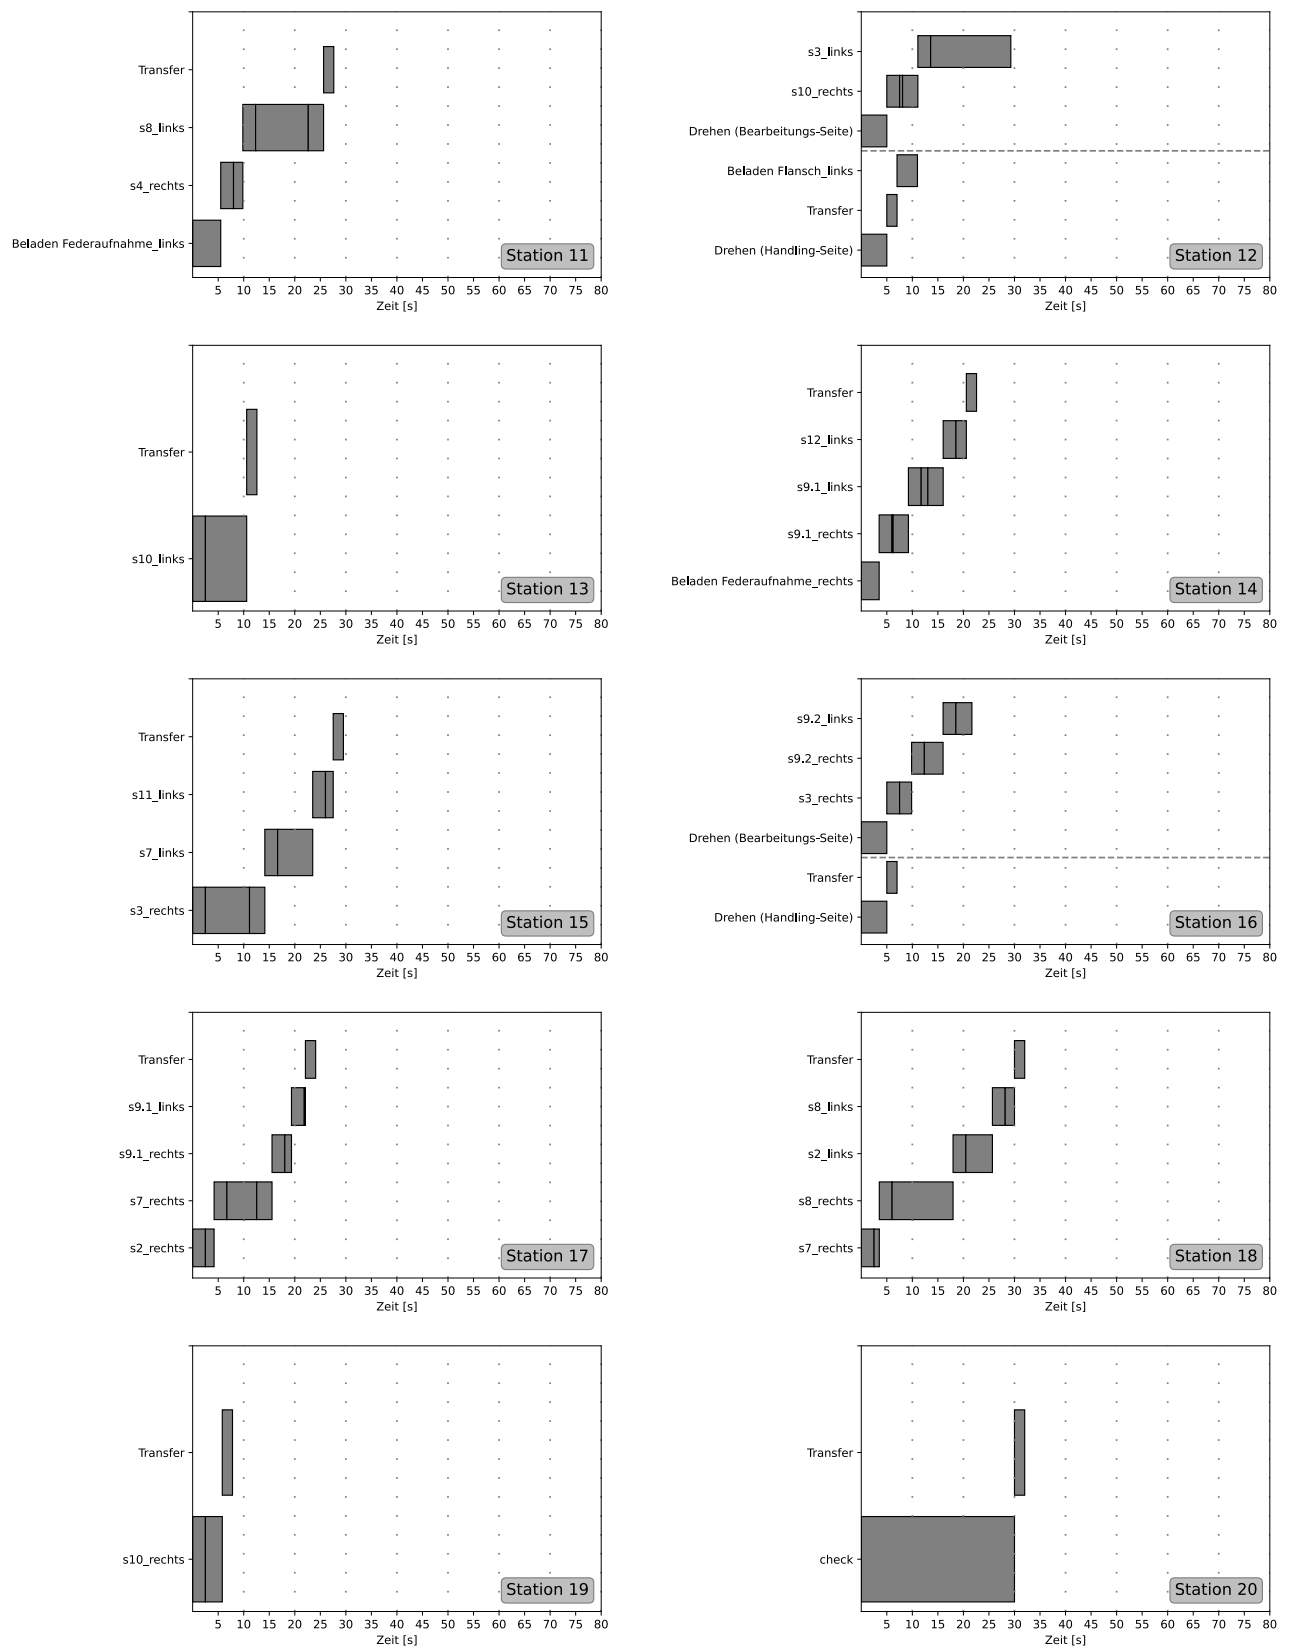 Transfer
s8_links
s4_rechts
Beladen Federaufnahme_links
Station 11
5 10 15 20 25 30 35 40 45 50 55 60 65 70 75 80
Zeit [s]
s3_links
s10_rechts
Drehen (Bearbeitungs-Seite)
Beladen Flansch_links
Transfer
Drehen (Handling-Seite)
Station 12
5 10 15 20 25 30 35 40 45 50 55 60 65 70 75 80
Zeit [s]
Transfer
s10_links
Station 13
5 10 15 20 25 30 35 40 45 50 55 60 65 70 75 80
Zeit [s]
Transfer
s12_links
s9.1_links
s9.1_rechts
Beladen Federaufnahme_rechts
Station 14
5 10 15 20 25 30 35 40 45 50 55 60 65 70 75 80
Zeit [s]
Transfer
s11_links
s7_links
s3_rechts
Station 15
5 10 15 20 25 30 35 40 45 50 55 60 65 70 75 80
Zeit [s]
s9.2_links
s9.2_rechts
s3_rechts
Drehen (Bearbeitungs-Seite)
Transfer
Drehen (Handling-Seite)
Station 16
5 10 15 20 25 30 35 40 45 50 55 60 65 70 75 80
Zeit [s]
Transfer
s9.1_links
s9.1_rechts
s7_rechts
s2_rechts
Station 17
5 10 15 20 25 30 35 40 45 50 55 60 65 70 75 80
Zeit [s]
Transfer
s8_links
s2_links
s8_rechts
s7_rechts
Station 18
5 10 15 20 25 30 35 40 45 50 55 60 65 70 75 80
Zeit [s]
Transfer
s10_rechts
Station 19
5 10 15 20 25 30 35 40 45 50 55 60 65 70 75 80
Zeit [s]
Transfer
check
Station 20
5 10 15 20 25 30 35 40 45 50 55 60 65 70 75 80
Zeit [s]